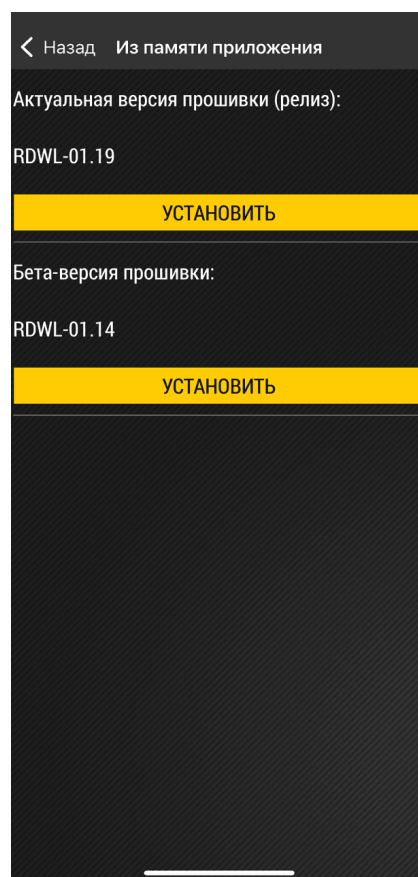 Назад Из памяти приложения
Актуальная версия прошивки (релиз):
RDWL-01.19
УСТАНОВИТЬ
Бета-версия прошивки:
RDWL-01.14
УСТАНОВИТЬ